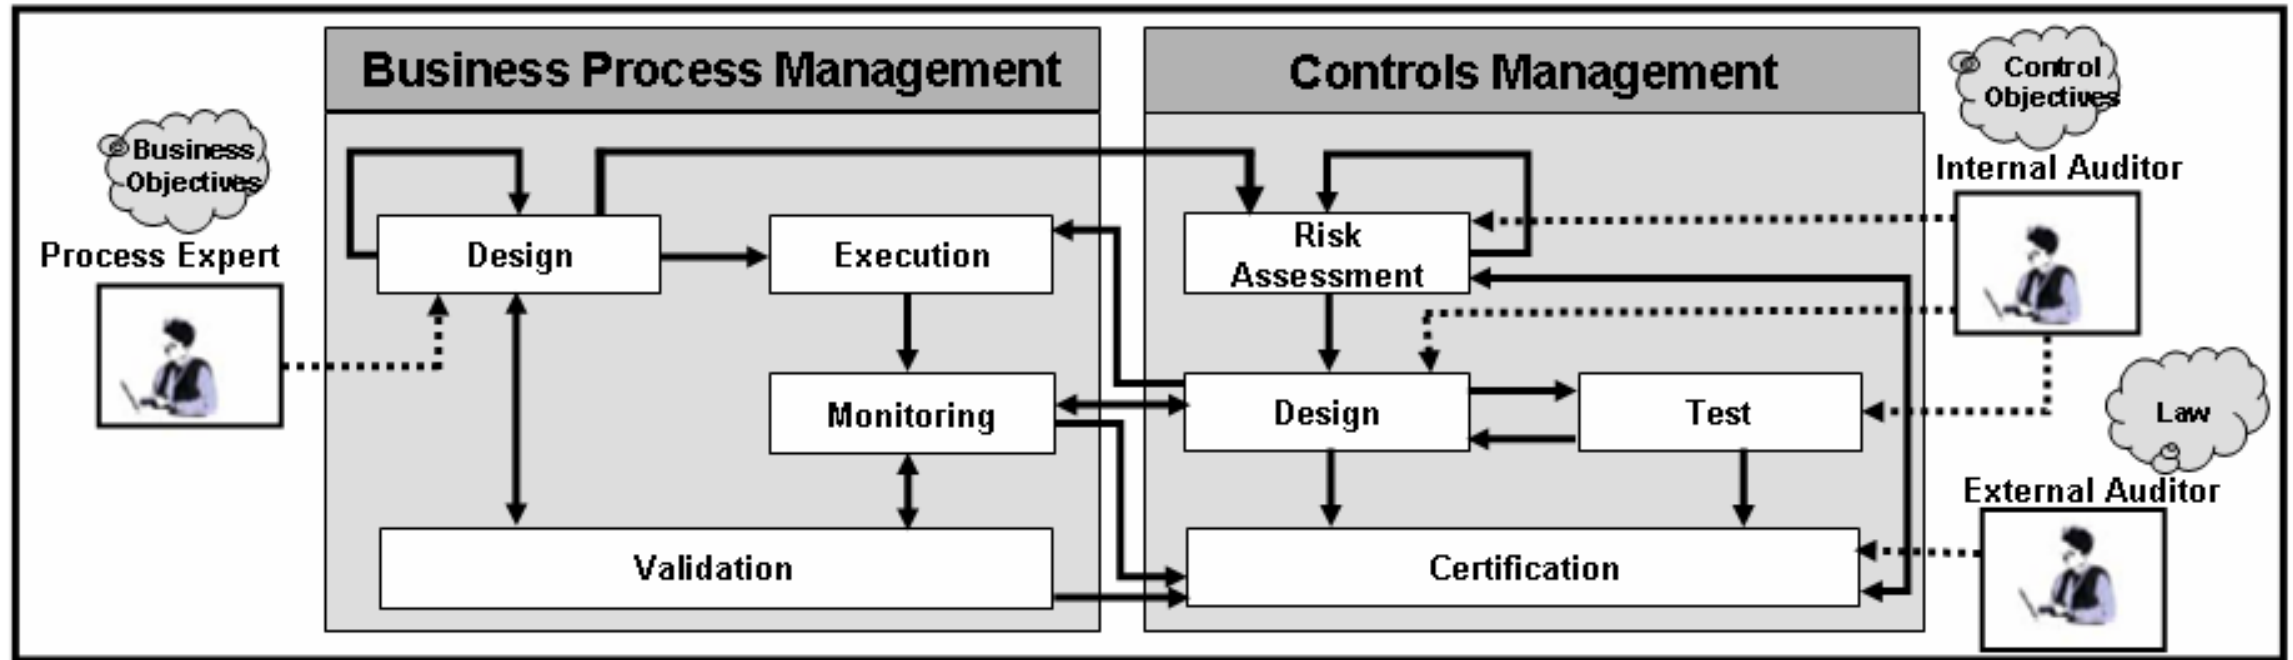 Business Process Management
Controls Management
Business
Objectives
Process Expert
Control
Objectives
Internal Auditor
Design
Execution
Risk
Assessment
Monitoring
Design
Test
Law
External Auditor
Validation
Certification